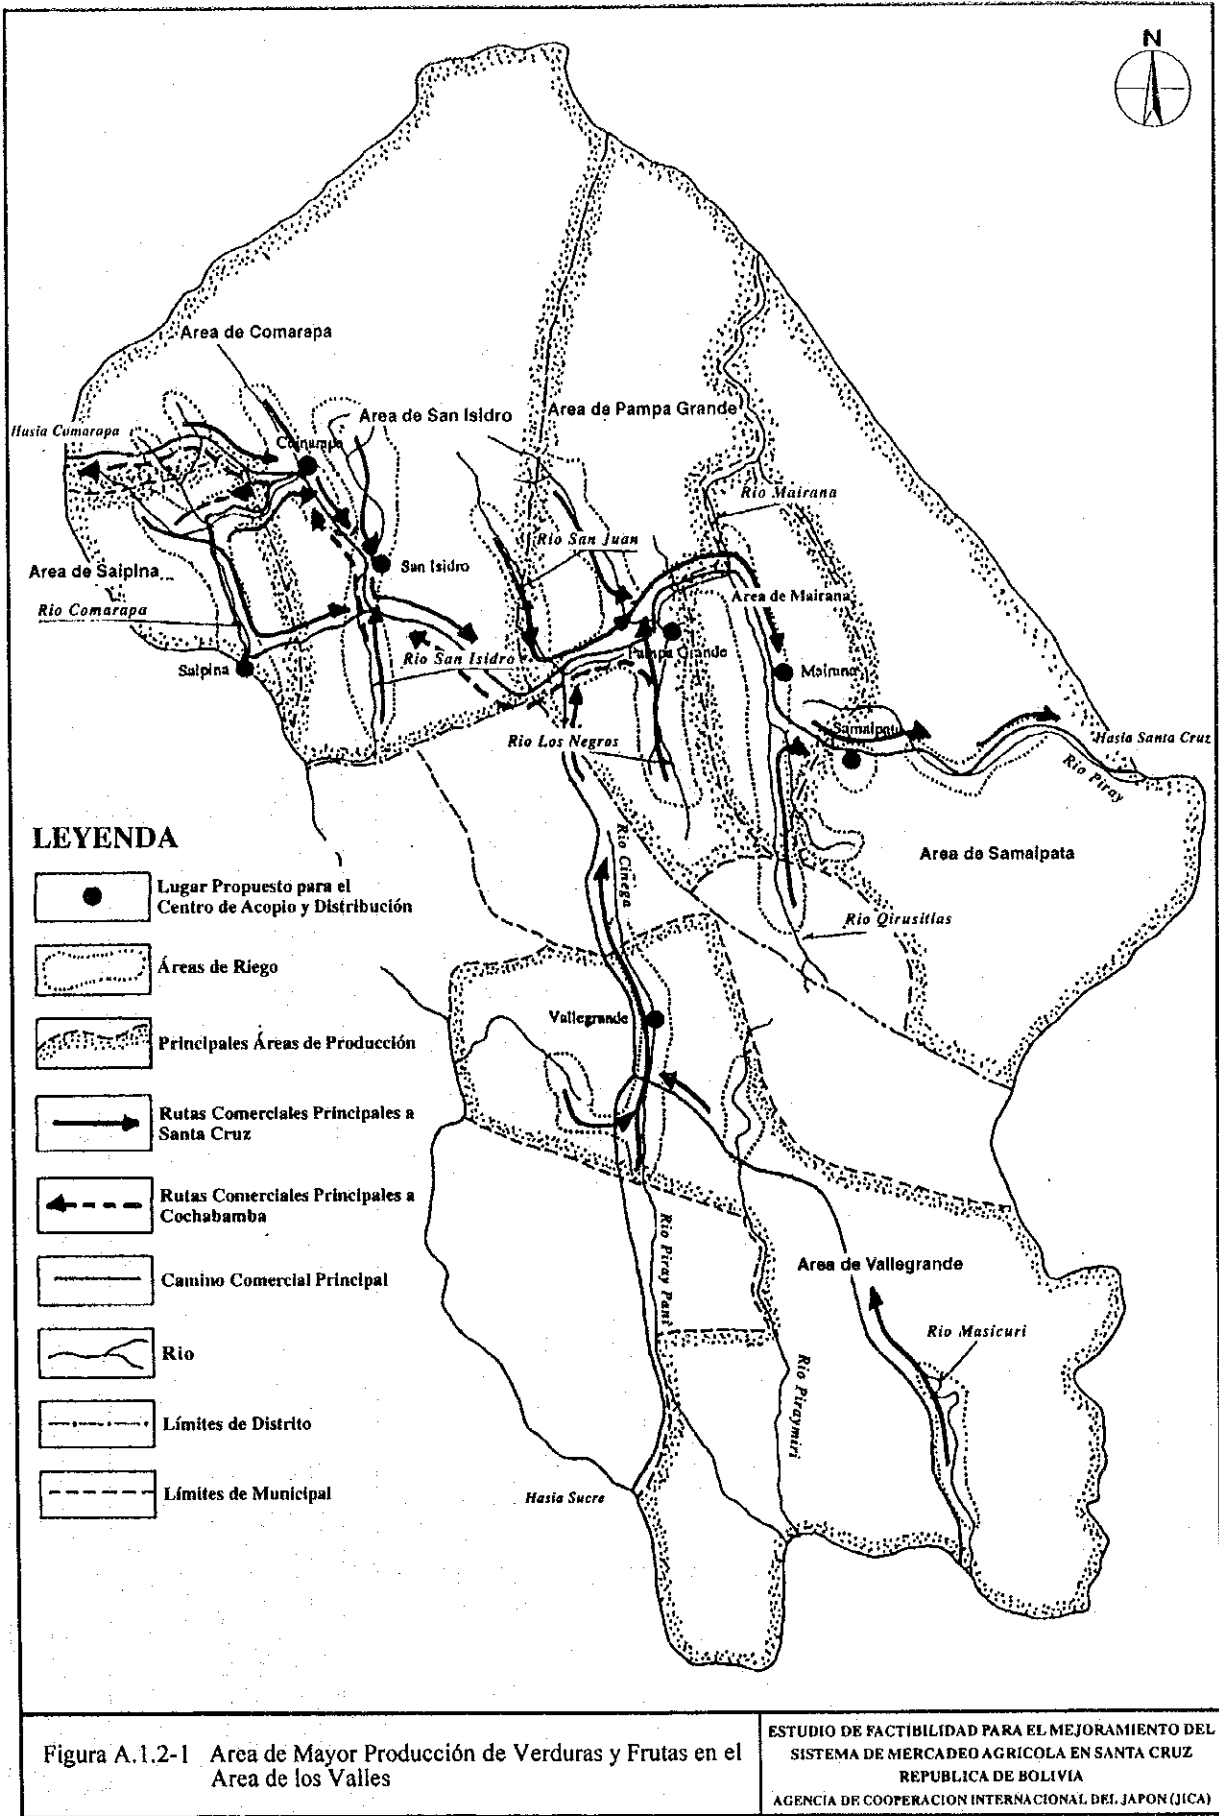 N
Area de Comarapa
Area de San Isidro
Area de Pampa Grande
Hasia Comarapa
Comarapa
Rio Mairana
Rio San Juan
San Isidro
Area de Saipina
Rio Comarapa
Area de Mairana
Saipina
Rio San Isidro
Pampa Grande
Mairana
Samaipata
Rio Los Negros
Hasia Santa Cruz
Rio Piray
Rio Cinega
Area de Samaipata
Rio Qirusillas
Vallegrande
Rio Piray Pani
Area de Vallegrande
Rio Masicuri
Rio Piraymiri
Hasia Sucre
LEYENDA
Lugar Propuesto para el
Centro de Acopio y Distribución
Áreas de Riego
Principales Áreas de Producción
Rutas Comerciales Principales a
Santa Cruz
Rutas Comerciales Principales a
Cochabamba
Camino Comercial Principal
Rio
Límites de Distrito
Límites de Municipal
Figura A.1.2-1 Area de Mayor Producción de Verduras y Frutas en el
Area de los Valles
ESTUDIO DE FACTIBILIDAD PARA EL MEJORAMIENTO DEL
SISTEMA DE MERCADEO AGRICOLA EN SANTA CRUZ
REPUBLICA DE BOLIVIA
AGENCIA DE COOPERACION INTERNACIONAL DEL JAPON (JICA)